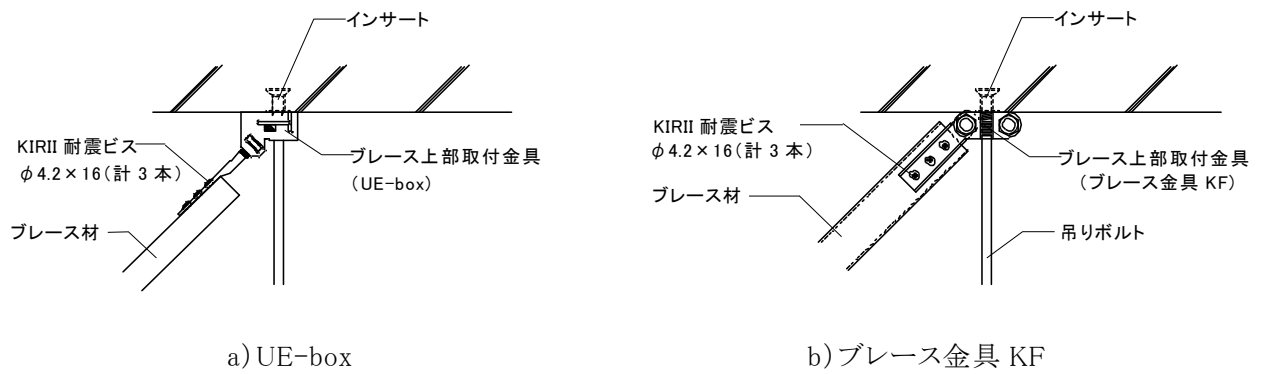 インサート
KIRII 耐震ビス
φ4.2×16(計 3 本)
ブレース上部取付金具
(UE-box)
ブレース材
a)UE-box
インサート
KIRII 耐震ビス
φ4.2×16(計 3 本)
ブレース上部取付金具
(ブレース金具 KF)
ブレース材
吊りボルト
b)ブレース金具 KF